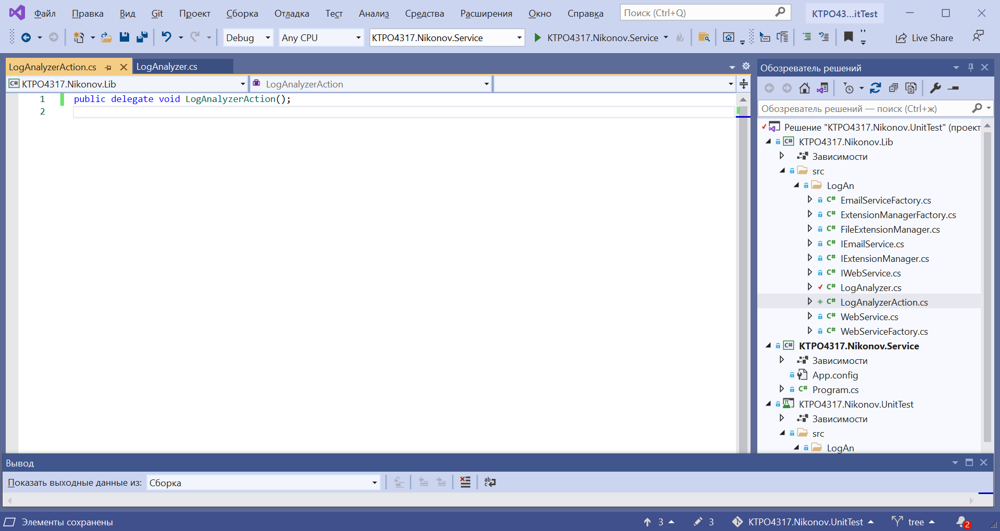 Файл Правка Вид Git Проект Сборка Отладка Тест Анализ Средства Расширения Окно Справка Поиск (Ctrl+Q) КТРО43...itTest
Debug Any CPU KTPO4317.Nikonov.Service KTPO4317.Nikonov.Service Live Share
LogAnalyzerAction.cs LogAnalyzer.cs
C# KTPO4317.Nikonov.Lib LogAnalyzerAction
1 public delegate void LogAnalyzerAction();
2
Обозреватель решений
Обозреватель решений — поиск (Ctrl+ж)
Решение "KTPO4317.Nikonov.UnitTest" (проект
C# KTPO4317.Nikonov.Lib
Зависимости
src
LogAn
C# EmailServiceFactory.cs
C# ExtensionManagerFactory.cs
C# FileExtensionManager.cs
C# IEmailService.cs
C# IExtensionManager.cs
C# IWebService.cs
C# LogAnalyzer.cs
C# LogAnalyzerAction.cs
C# WebService.cs
C# WebServiceFactory.cs
C# KTPO4317.Nikonov.Service
Зависимости
App.config
C# Program.cs
KTPO4317.Nikonov.UnitTest
Зависимости
src
LogAn
Вывод
Показать выходные данные из: Сборка
Элементы сохранены 3 3 KTPO4317.Nikonov.UnitTest tree 2